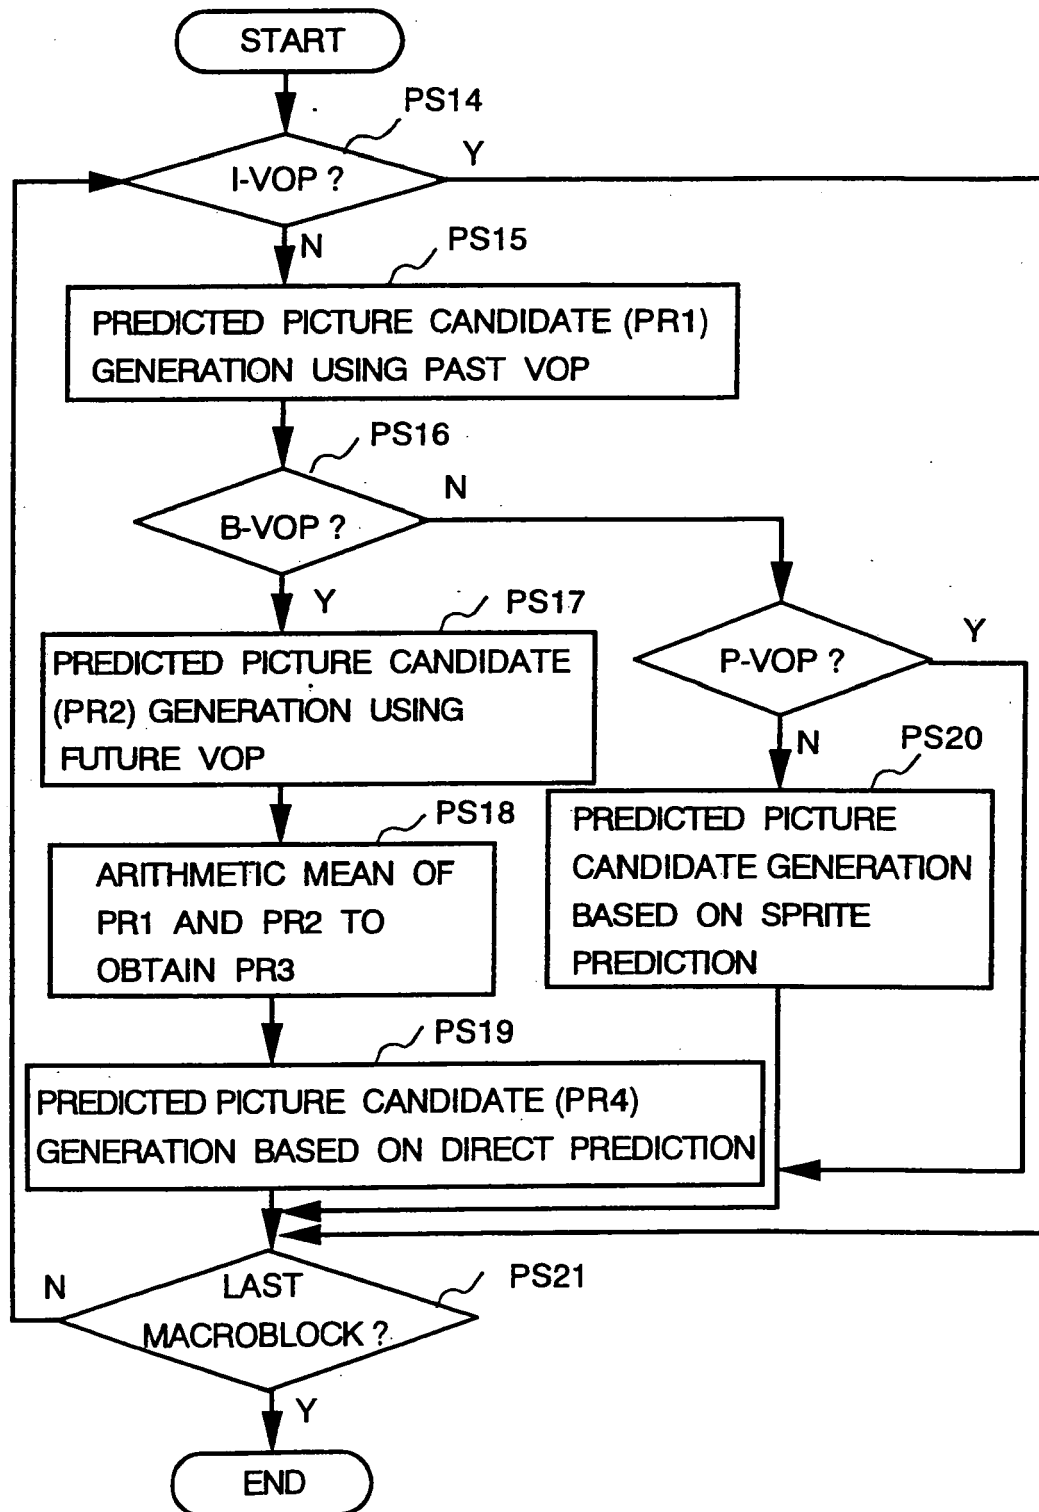 START
PS14
I-VOP ?
Y
N
PS15
PREDICTED PICTURE CANDIDATE (PR1)
GENERATION USING PAST VOP
PS16
B-VOP ?
N
Y
PS17
PREDICTED PICTURE CANDIDATE
(PR2) GENERATION USING
FUTURE VOP
P-VOP ?
Y
N
PS20
PREDICTED PICTURE
CANDIDATE GENERATION
BASED ON SPRITE
PREDICTION
PS18
ARITHMETIC MEAN OF
PR1 AND PR2 TO
OBTAIN PR3
PS19
PREDICTED PICTURE CANDIDATE (PR4)
GENERATION BASED ON DIRECT PREDICTION
N
LAST
MACROBLOCK ?
PS21
Y
END